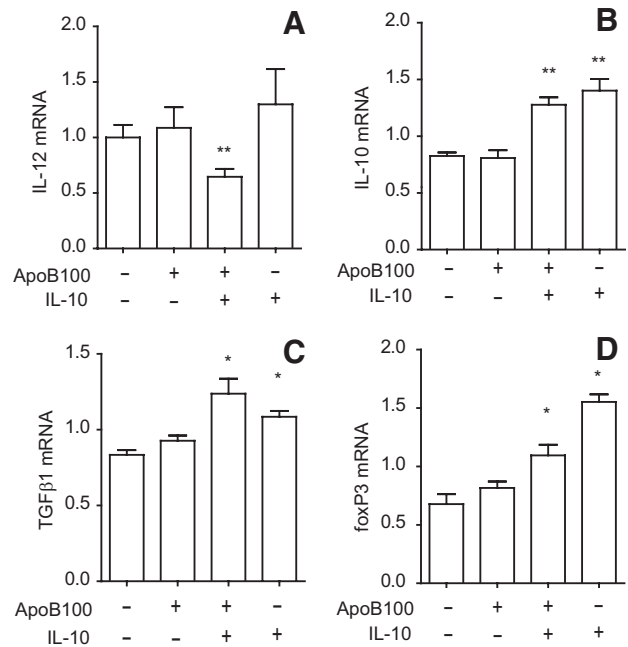 A
IL-12 mRNA
2.0
1.5
1.0
0.5
0.0
**
ApoB100 – + + –
IL-10 – – + +
B
IL-10 mRNA
2.0
1.5
1.0
0.5
0.0
** **
ApoB100 – + + –
IL-10 – – + +
C
TGFβ1 mRNA
1.5
1.0
0.5
0.0
* *
ApoB100 – + + –
IL-10 – – + +
D
foxP3 mRNA
2.0
1.5
1.0
0.5
0.0
* *
ApoB100 – + + –
IL-10 – – + +